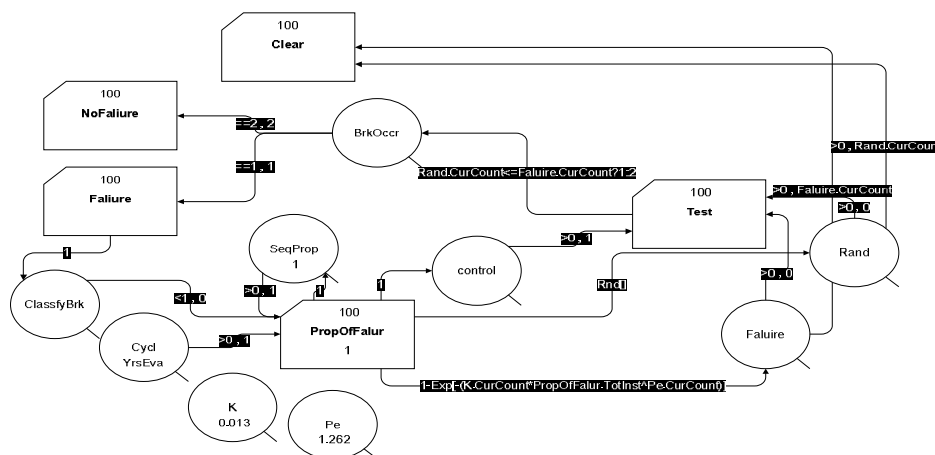 100
Clear
100
NoFaliure
==2, 2
BrkOccr
>0, Rand.CurCoun
==1, 1
Rand.CurCount<=Faluire.CurCount?1:2
100
Faliure
100
Test
>0, Faluire.CurCount
>0, 0
SeqProp
1
>0, 1
control
Rand
1
ClassfyBrk
<1, 0
>0, 1
1
1
Rnd[]
>0, 0
100
PropOfFalur
1
Cycl
YrsEva
>0, 1
Faluire
1-Exp[-(K.CurCount*PropOfFalur.TotInst^Pe.CurCount)]
K
0.013
Pe
1.262